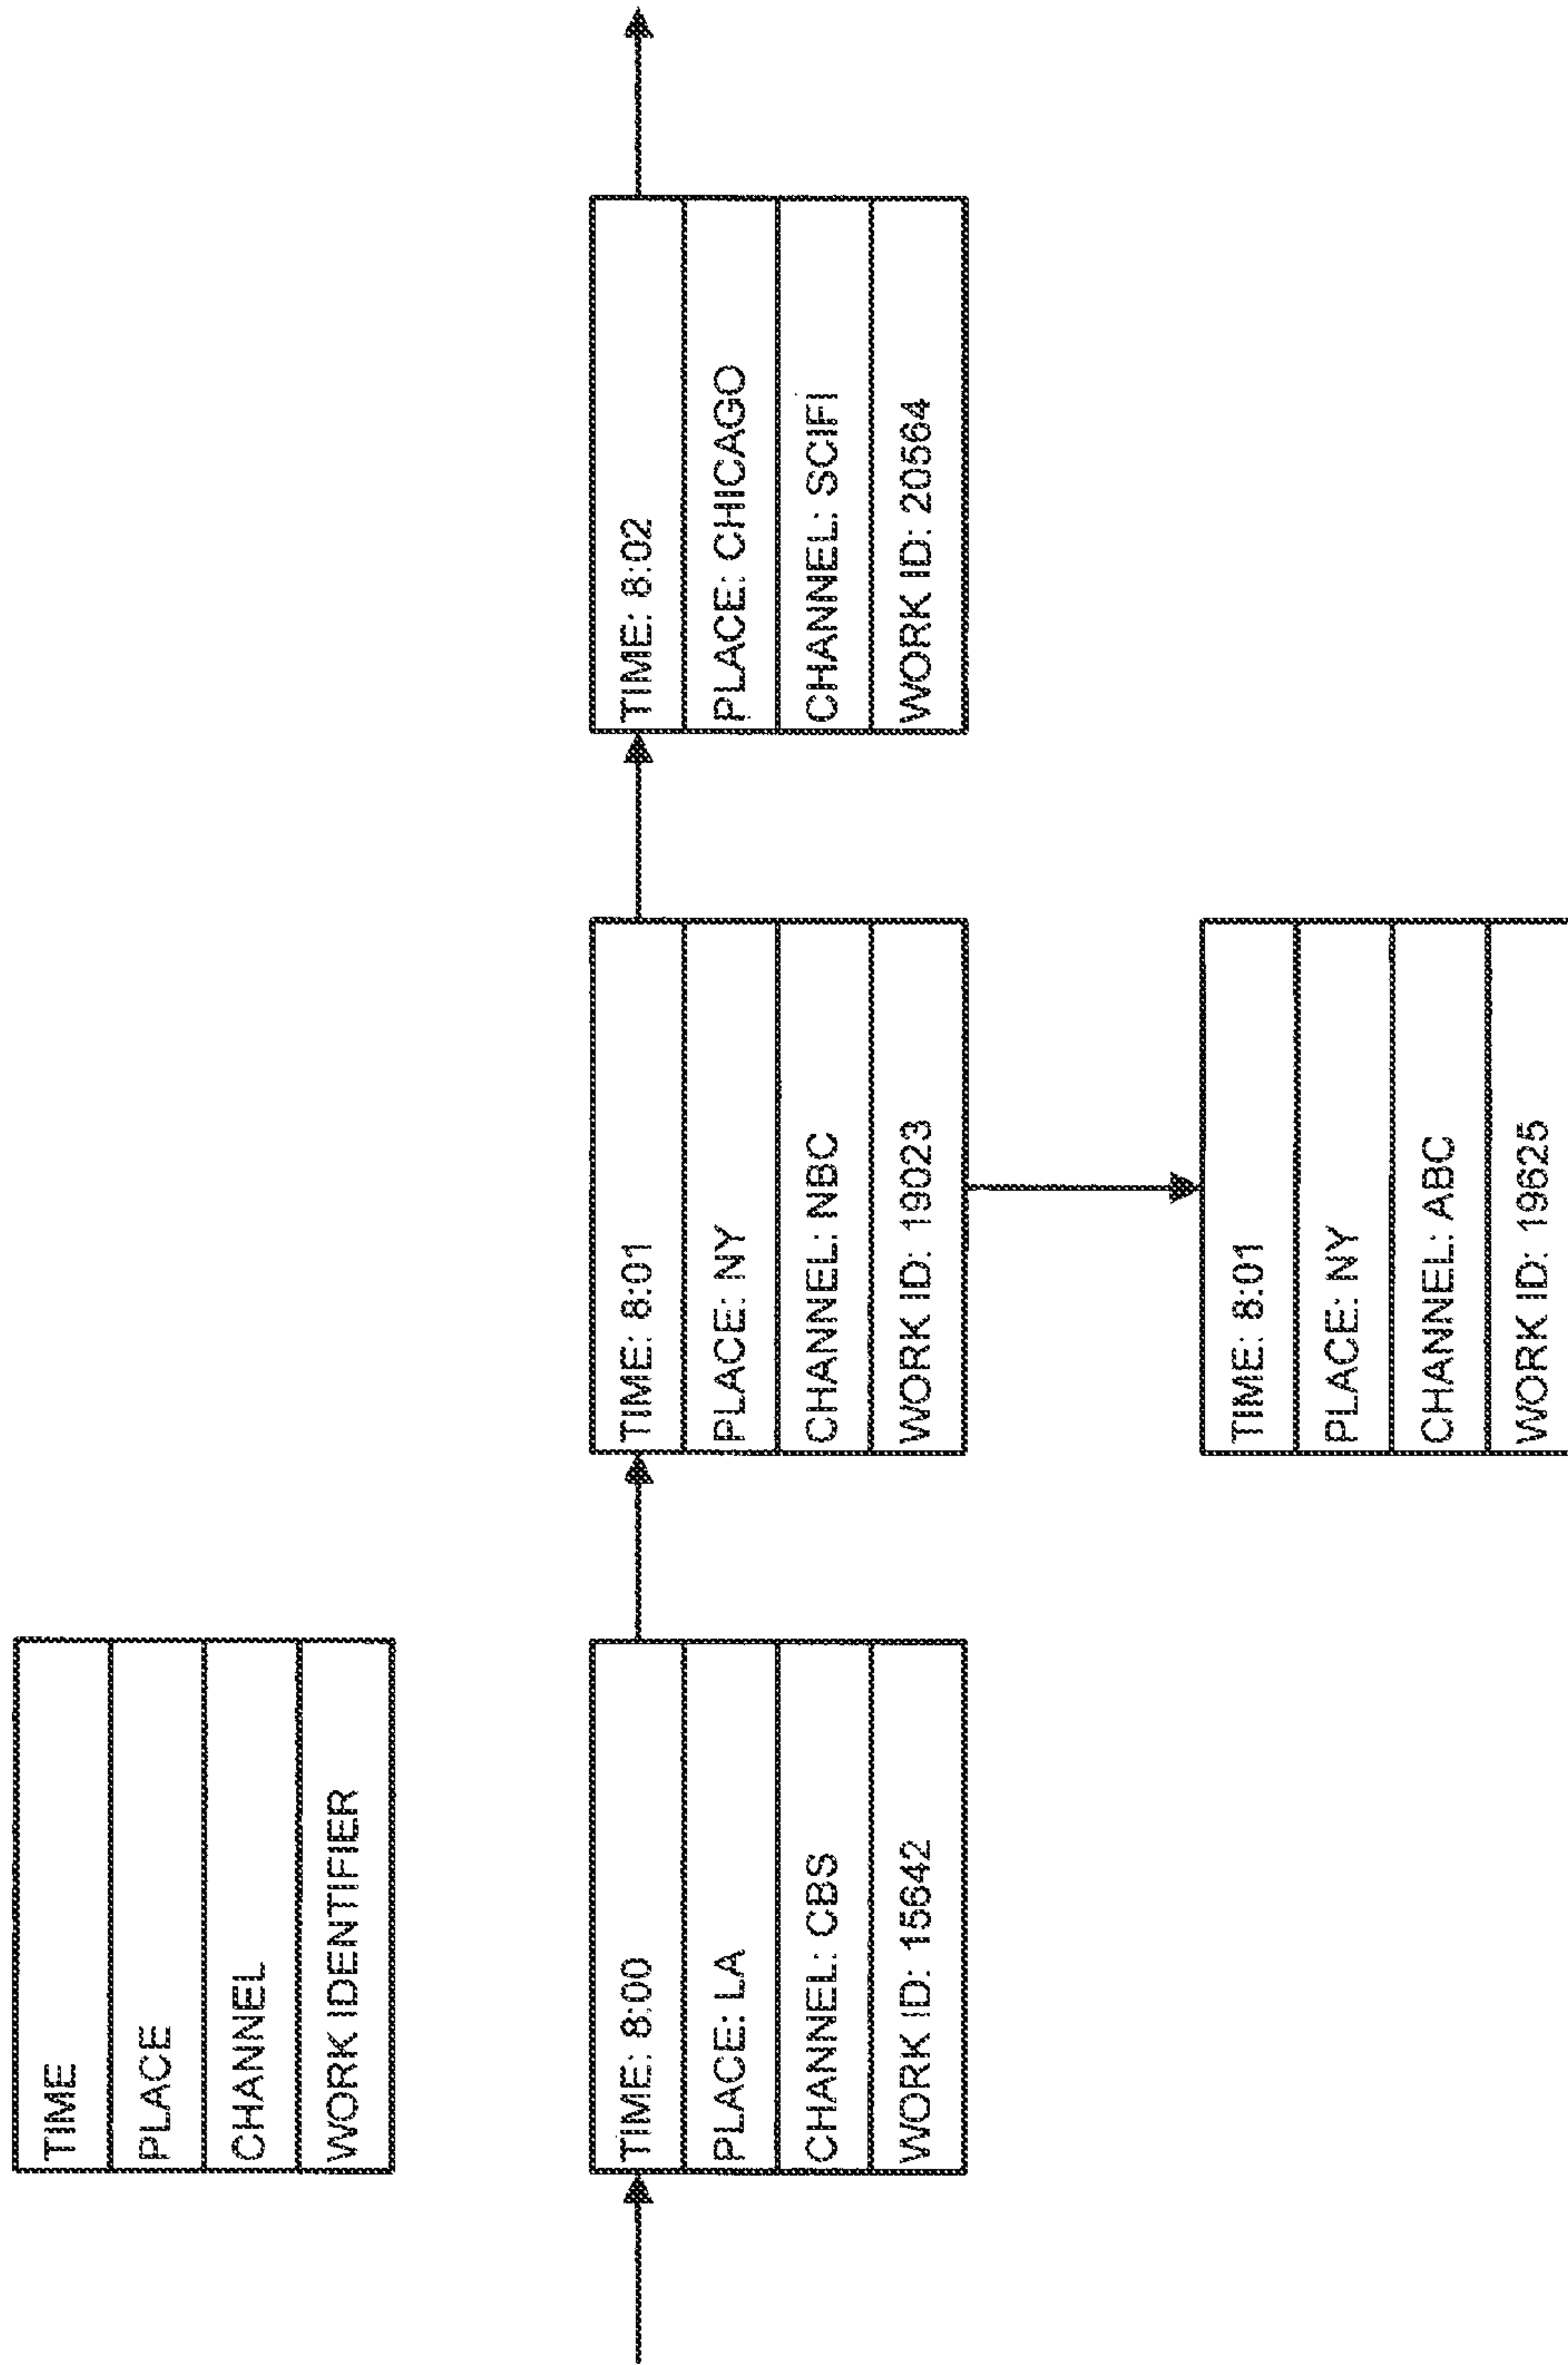 TIME
PLACE
CHANNEL
WORK IDENTIFIER
TIME: 8:00
PLACE: LA
CHANNEL: CBS
WORK ID: 15642
TIME: 8:01
PLACE: NY
CHANNEL: NBC
WORK ID: 19023
TIME: 8:02
PLACE: CHICAGO
CHANNEL: SCIFI
WORK ID: 20564
TIME: 8:01
PLACE: NY
CHANNEL: ABC
WORK ID: 19625